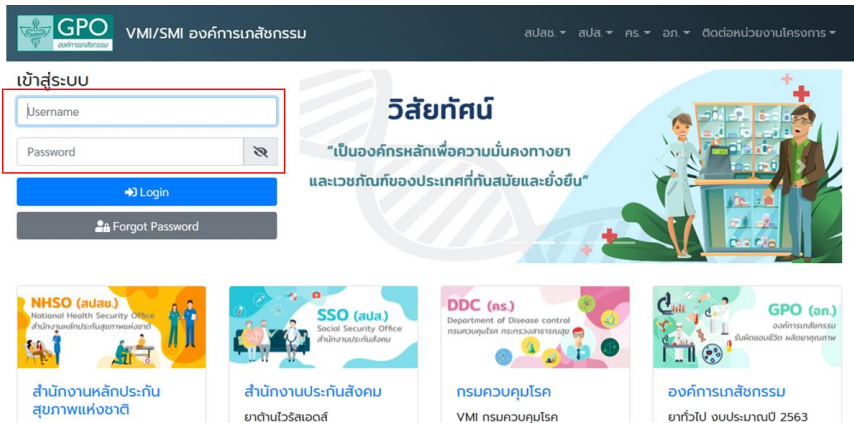 GPO
องค์การเภสัชกรรม
VMI/SMI องค์การเภสัชกรรม
สปสช.
สปส.
คร.
อภ.
ติดต่อหน่วยงานโครงการ
เข้าสู่ระบบ
Username
Password
Login
Forgot Password
วิสัยทัศน์
“เป็นองค์กรหลักเพื่อความมั่นคงทางยา
และเวชภัณฑ์ของประเทศที่ทันสมัยและยั่งยืน”
NHSO (สปสช.)
National Health Security Office
สำนักงานหลักประกันสุขภาพแห่งชาติ
SSO (สปส.)
Social Security Office
สำนักงานประกันสังคม
DDC (คร.)
Department of Disease control
กรมควบคุมโรค กระทรวงสาธารณสุข
GPO (อภ.)
องค์การเภสัชกรรม
รับผิดชอบชีวิต ผลิตยาคุณภาพ
สำนักงานหลักประกัน
สุขภาพแห่งชาติ
สำนักงานประกันสังคม
ยาต้านไวรัสเอดส์
กรมควบคุมโรค
VMI กรมควบคุมโรค
องค์การเภสัชกรรม
ยาทั่วไป งบประมาณปี 2563